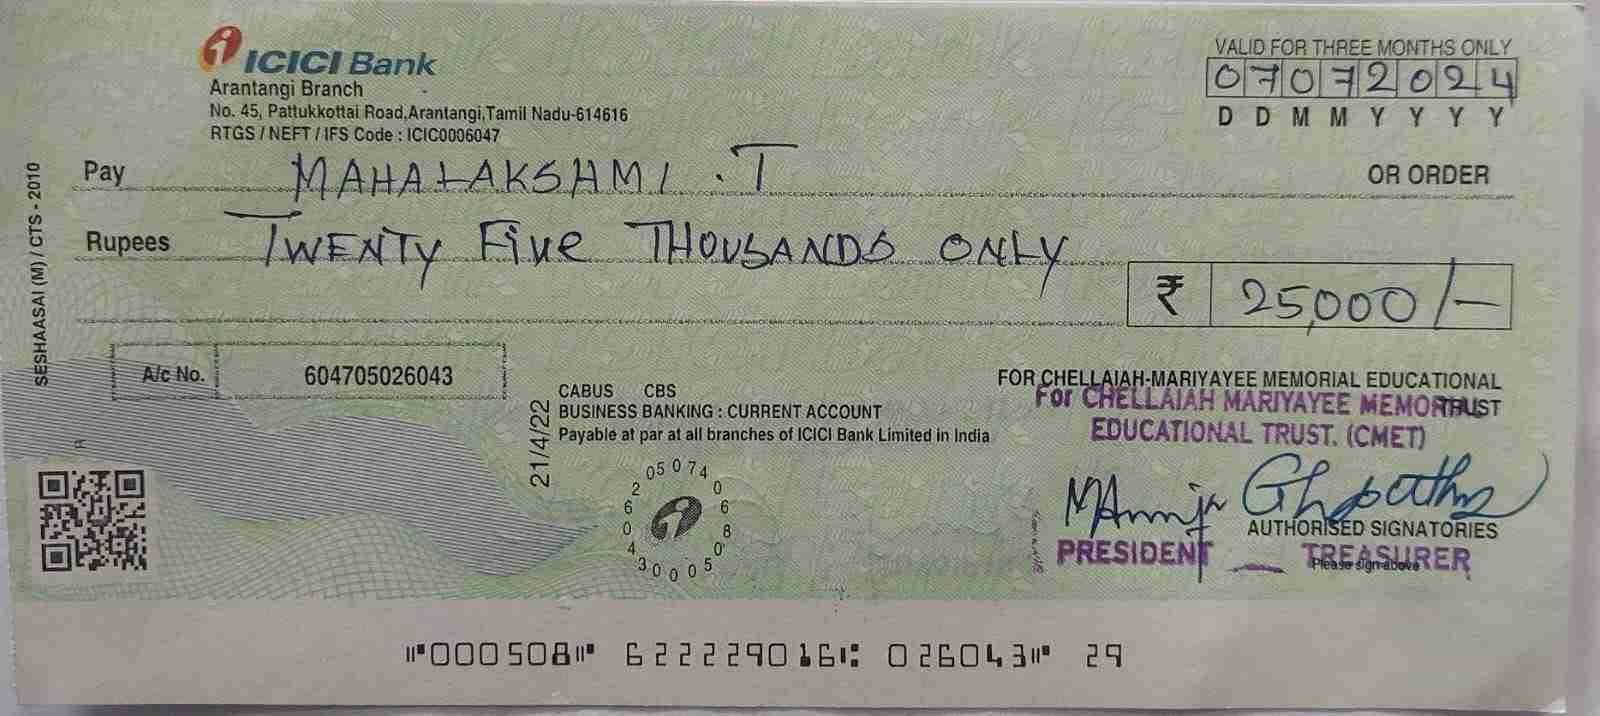 ICICI Bank
Arantangi Branch
No. 45, Pattukkottai Road,Arantangi,Tamil Nadu-614616
RTGS / NEFT / IFS Code : ICIC0006047
VALID FOR THREE MONTHS ONLY
07072024
D D M M Y Y Y Y
Pay MAHALAKSHMI . T OR ORDER
Rupees TWENTY FIVE THOUSANDS ONLY
₹ 25,000/-
SESHAASAI (M) / CTS - 2010
A/c No. 604705026043
21/4/22
CABUS CBS
BUSINESS BANKING : CURRENT ACCOUNT
Payable at par at all branches of ICICI Bank Limited in India
FOR CHELLAIAH-MARIYAYEE MEMORIAL EDUCATIONAL
TRUST
For CHELLAIAH MARIYAYEE MEMORIAL
EDUCATIONAL TRUST. (CMET)
AUTHORISED SIGNATORIES
PRESIDENT TREASURER
Please sign above
⑈000508⑈ 622229016⑆ 026043⑈ 29